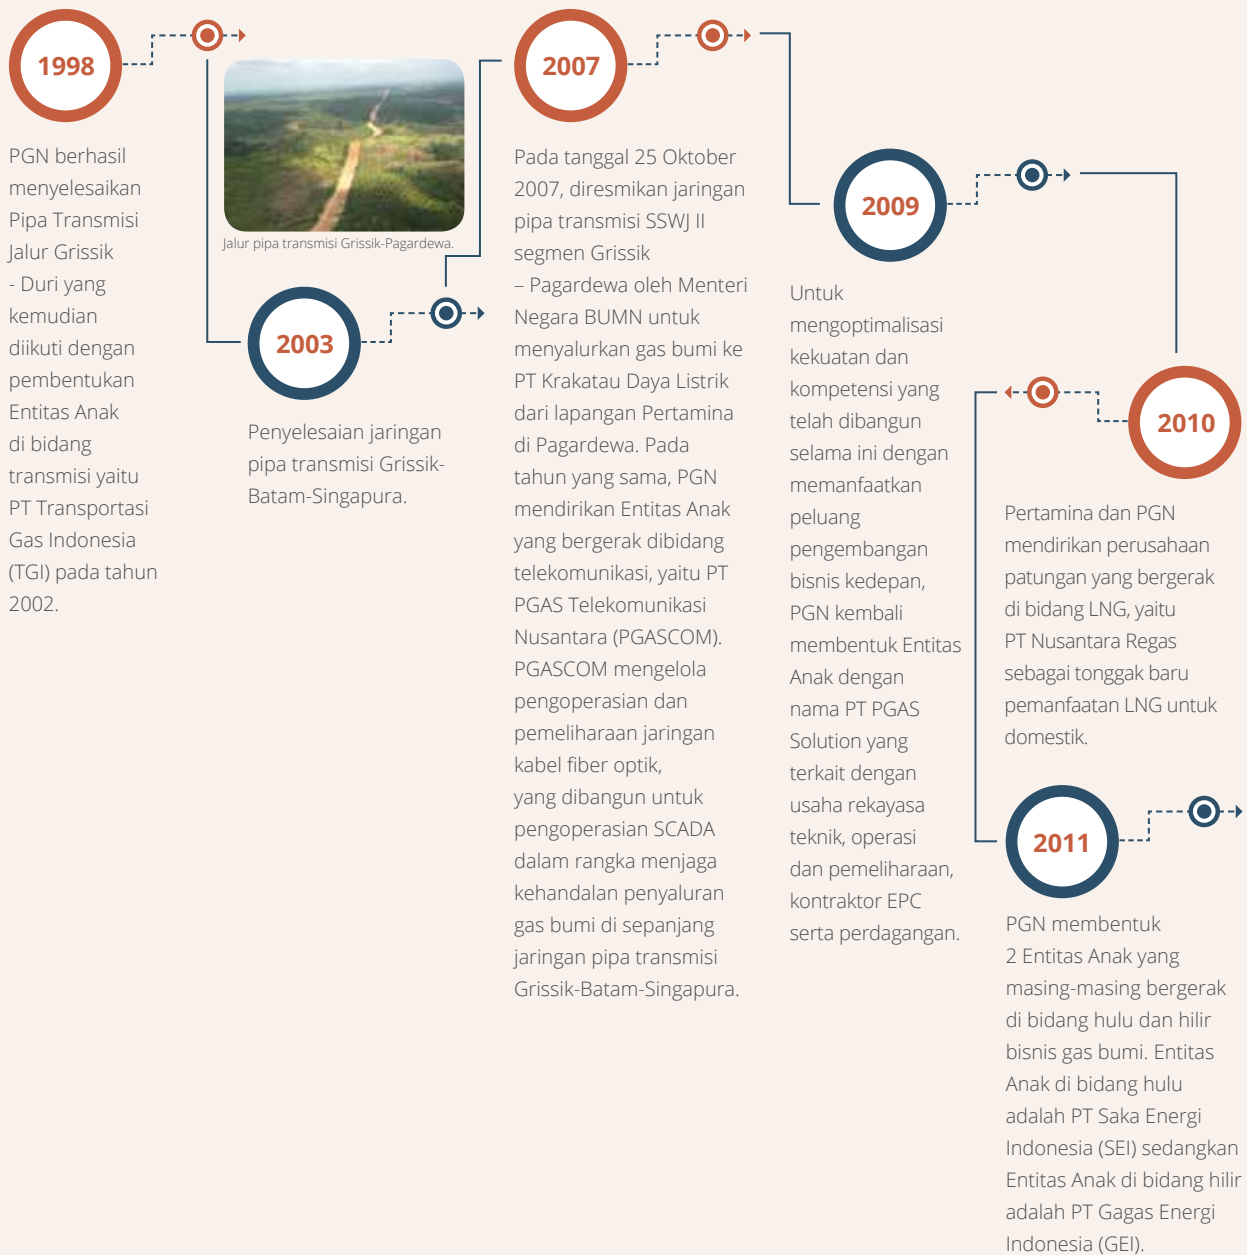 1998
PGN berhasil
menyelesaikan
Pipa Transmisi
Jalur Grissik
- Duri yang
kemudian
diikuti dengan
pembentukan
Entitas Anak
di bidang
transmisi yaitu
PT Transportasi
Gas Indonesia
(TGI) pada tahun
2002.
Jalur pipa transmisi Grissik-Pagardewa.
2003
Penyelesaian jaringan
pipa transmisi Grissik-
Batam-Singapura.
2007
Pada tanggal 25 Oktober
2007, diresmikan jaringan
pipa transmisi SSWJ II
segmen Grissik
– Pagardewa oleh Menteri
Negara BUMN untuk
menyalurkan gas bumi ke
PT Krakatau Daya Listrik
dari lapangan Pertamina
di Pagardewa. Pada
tahun yang sama, PGN
mendirikan Entitas Anak
yang bergerak dibidang
telekomunikasi, yaitu PT
PGAS Telekomunikasi
Nusantara (PGASCOM).
PGASCOM mengelola
pengoperasian dan
pemeliharaan jaringan
kabel fiber optik,
yang dibangun untuk
pengoperasian SCADA
dalam rangka menjaga
kehandalan penyaluran
gas bumi di sepanjang
jaringan pipa transmisi
Grissik-Batam-Singapura.
2009
Untuk
mengoptimalisasi
kekuatan dan
kompetensi yang
telah dibangun
selama ini dengan
memanfaatkan
peluang
pengembangan
bisnis kedepan,
PGN kembali
membentuk Entitas
Anak dengan
nama PT PGAS
Solution yang
terkait dengan
usaha rekayasa
teknik, operasi
dan pemeliharaan,
kontraktor EPC
serta perdagangan.
2010
Pertamina dan PGN
mendirikan perusahaan
patungan yang bergerak
di bidang LNG, yaitu
PT Nusantara Regas
sebagai tonggak baru
pemanfaatan LNG untuk
domestik.
2011
PGN membentuk
2 Entitas Anak yang
masing-masing bergerak
di bidang hulu dan hilir
bisnis gas bumi. Entitas
Anak di bidang hulu
adalah PT Saka Energi
Indonesia (SEI) sedangkan
Entitas Anak di bidang hilir
adalah PT Gagas Energi
Indonesia (GEI).